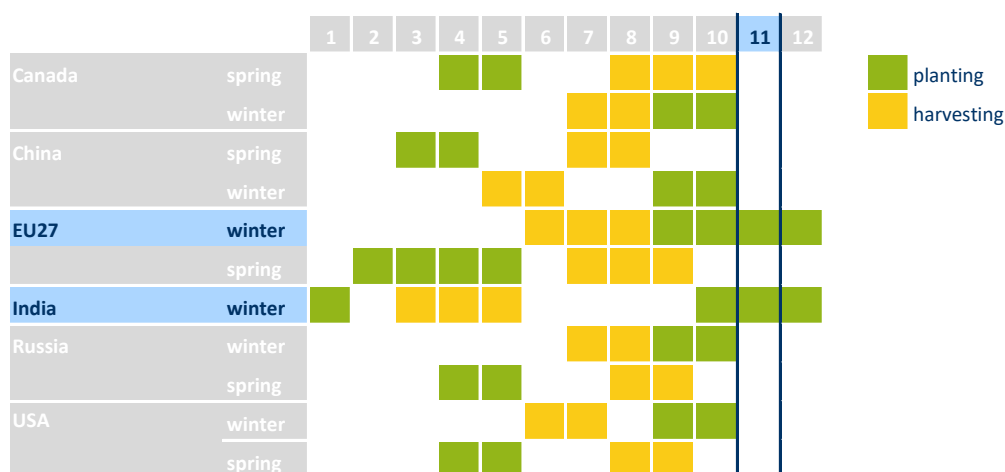 1 2 3 4 5 6 7 8 9 10 11 12
Canada spring
winter
China spring
winter
EU27 winter
spring
India winter
Russia winter
spring
USA winter
spring
planting
harvesting